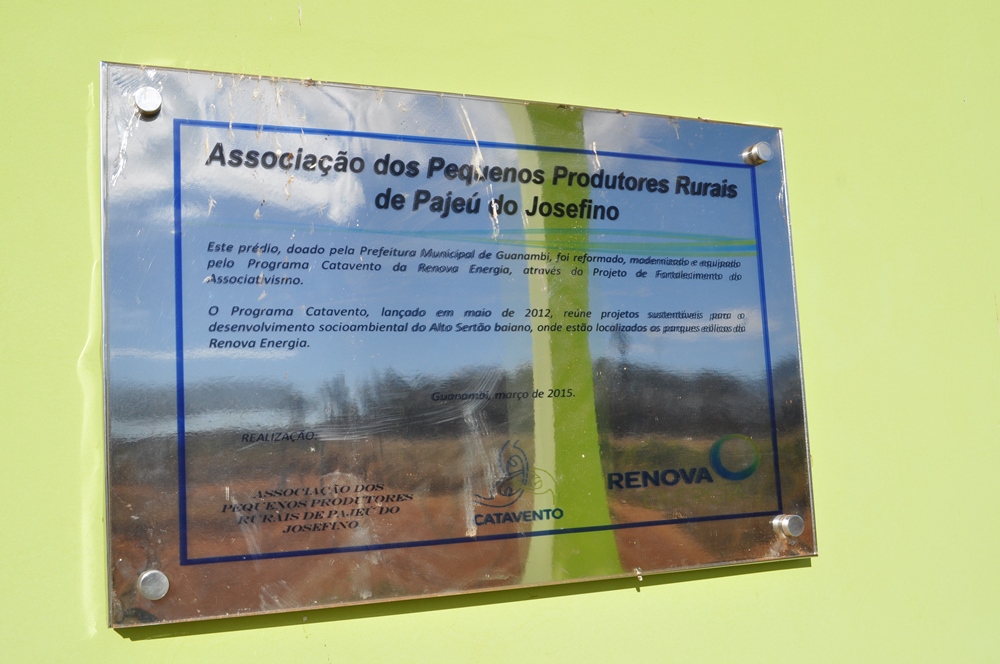 Associação dos Pequenos Produtores Rurais
de Pajeú do Josefino
Este prédio, doado pela Prefeitura Municipal de Guanambi, foi reformado, modernizado e equipado
pelo Programa Catavento da Renova Energia, através do Projeto de Fortalecimento do
Associativismo.
O Programa Catavento, lançado em maio de 2012, reúne projetos sustentáveis para o
desenvolvimento socioambiental do Alto Sertão baiano, onde estão localizados os parques eólicos da
Renova Energia.
Guanambi, março de 2015.
REALIZAÇÃO:
ASSOCIAÇÃO DOS
PEQUENOS PRODUTORES
RURAIS DE PAJEÚ DO
JOSEFINO
CATAVENTO
RENOVA